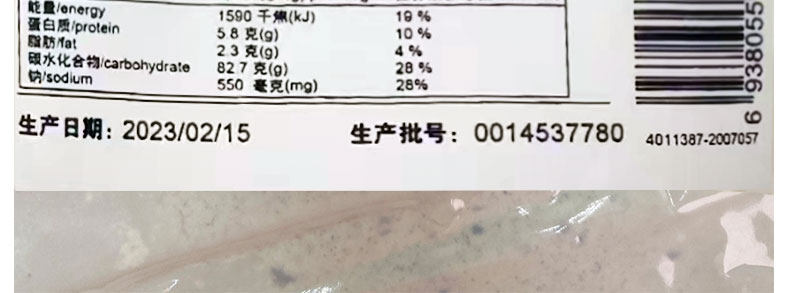 能量/energy 1590 千焦(kJ) 19 %
蛋白质/protein 5.8 克(g) 10 %
脂肪/fat 2.3 克(g) 4 %
碳水化合物/carbohydrate 82.7 克(g) 28 %
钠/sodium 550 毫克(mg) 28%
生产日期: 2023/02/15 生产批号: 0014537780
4011387-2007057
6 938055